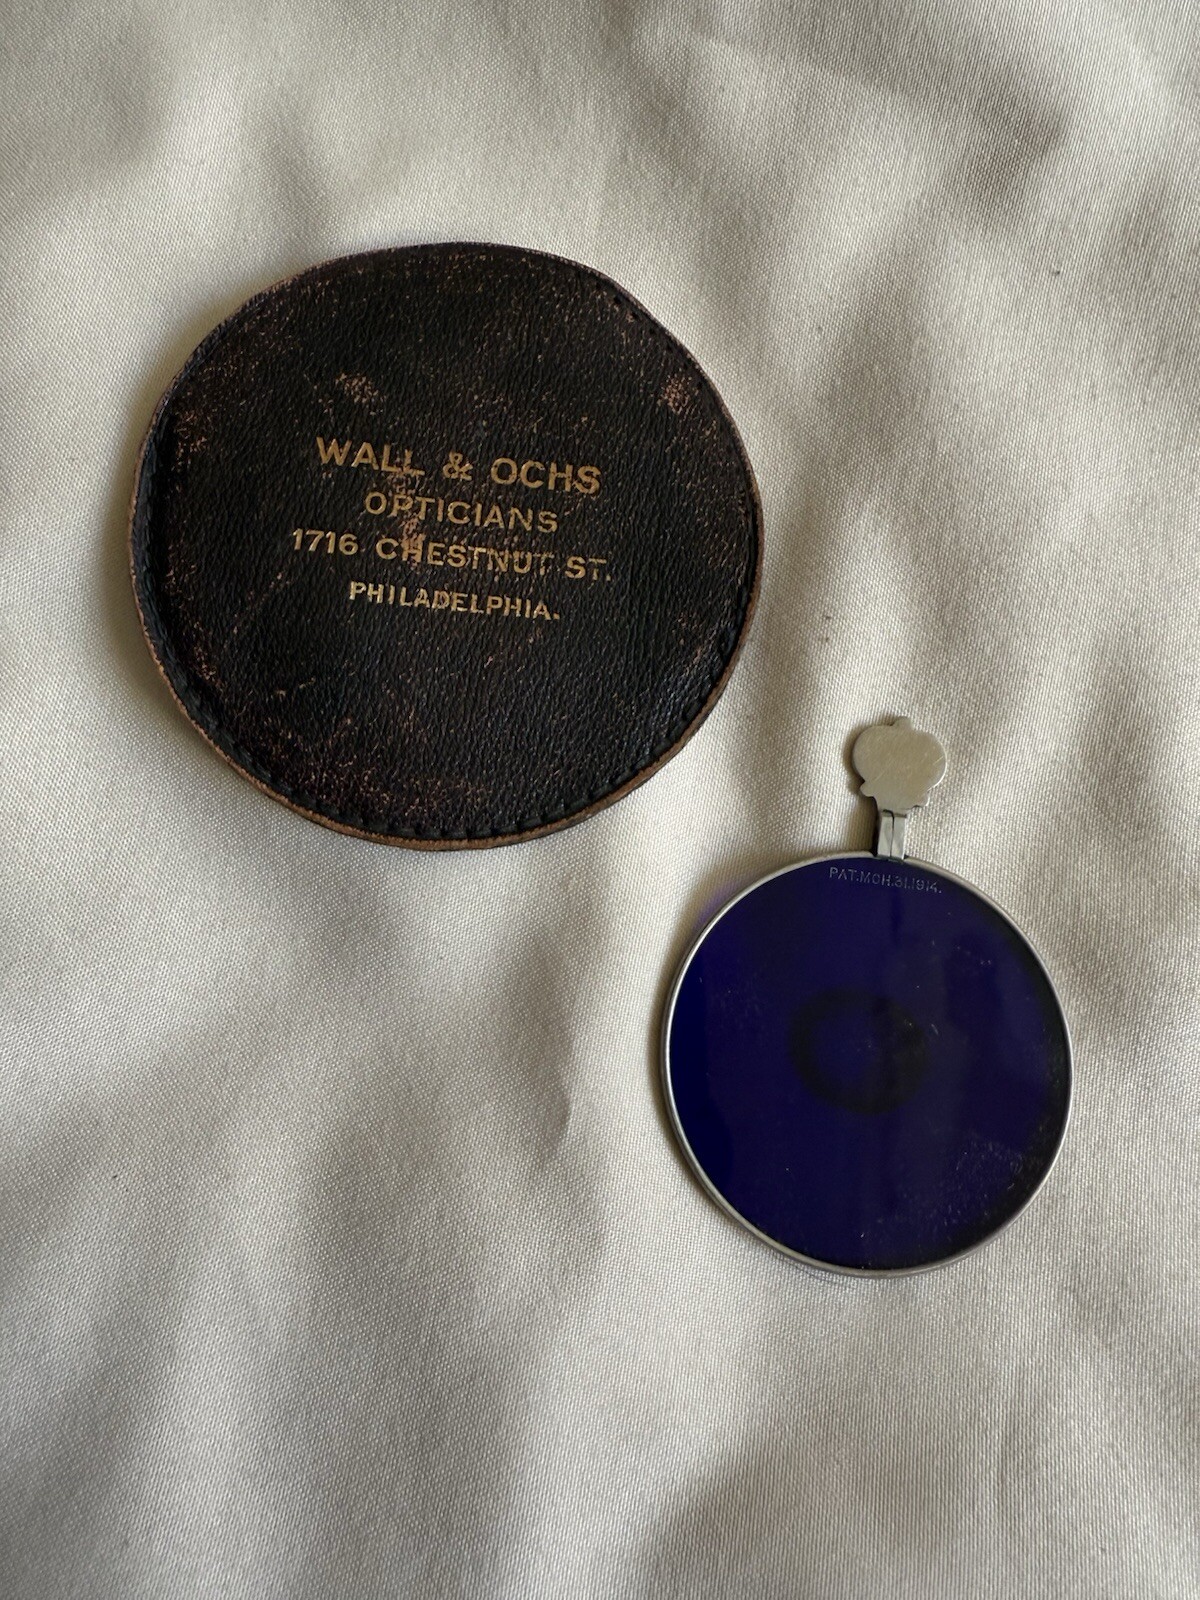 WALL & OCHS
OPTICIANS
1716 CHESTNUT ST.
PHILADELPHIA.
PAT.MCH.31.1914.